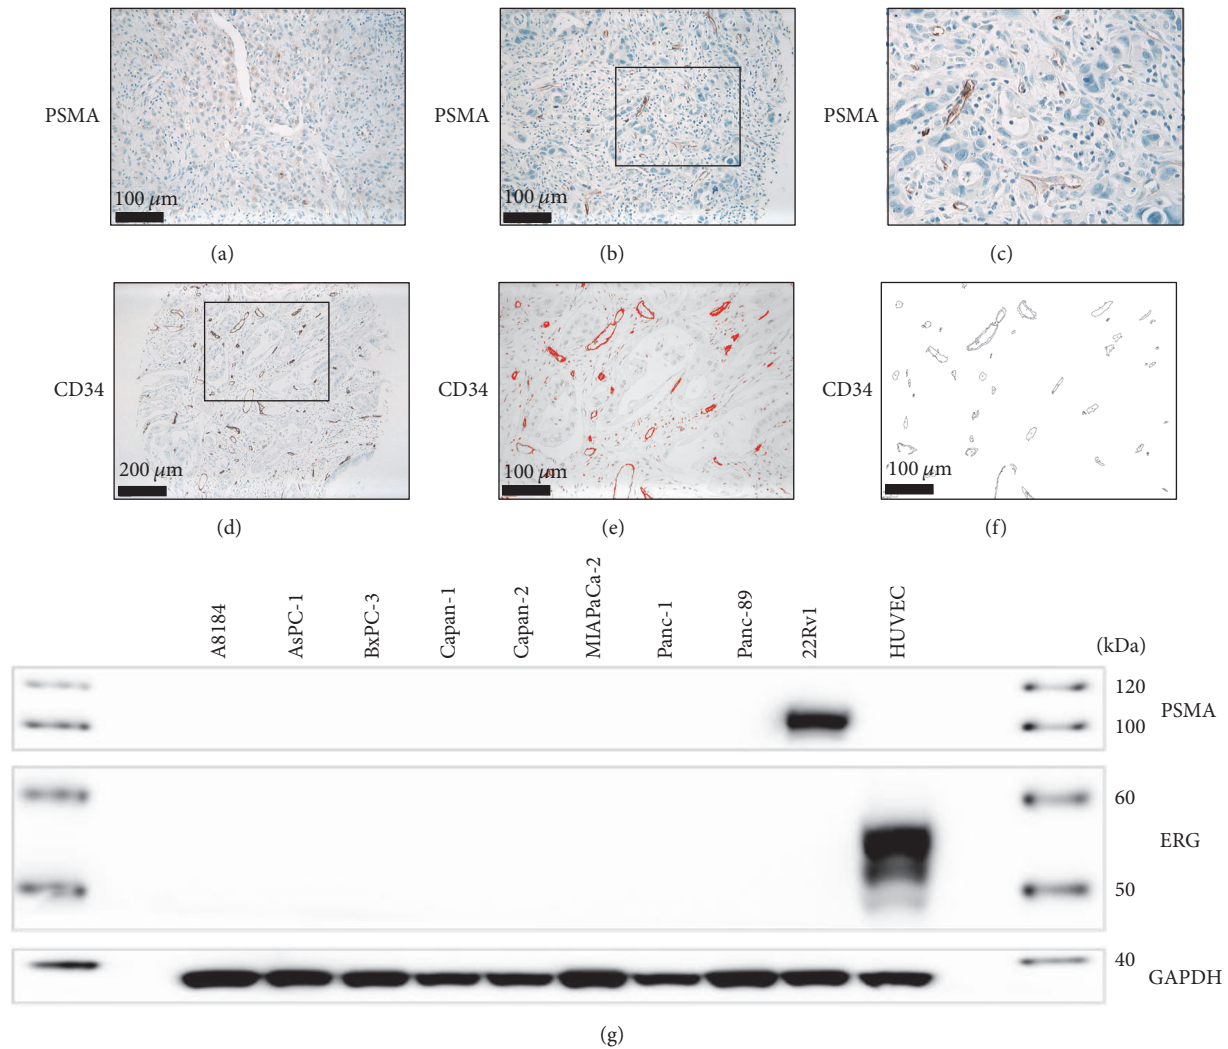 PSMA
100 μm
(a)
PSMA
100 μm
(b)
PSMA
(c)
CD34
200 μm
(d)
100 μm
(e)
CD34
100 μm
(f)
A8184
AsPC-1
BxPC-3
Capan-1
Capan-2
MIAPaCa-2
Panc-1
Panc-89
22Rv1
HUVEC
(kDa)
120
100
PSMA
60
ERG
50
40
GAPDH
(g)